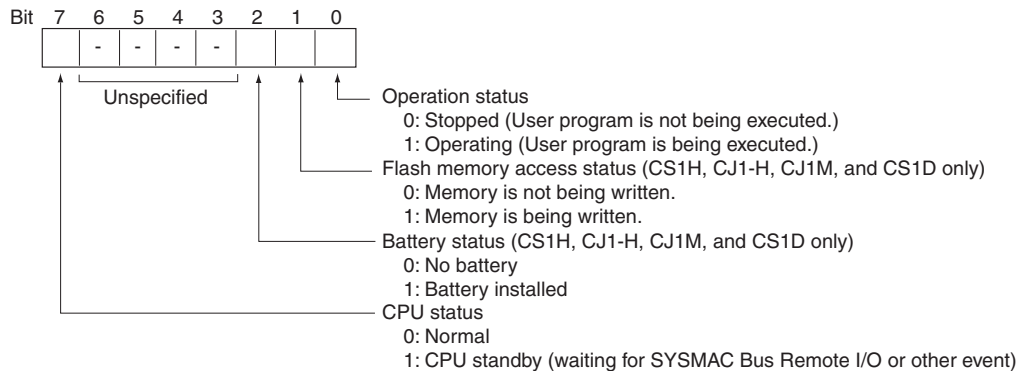 Bit 7 6 5 4 3 2 1 0
- - - -
Unspecified
Operation status
0: Stopped (User program is not being executed.)
1: Operating (User program is being executed.)
Flash memory access status (CS1H, CJ1-H, CJ1M, and CS1D only)
0: Memory is not being written.
1: Memory is being written.
Battery status (CS1H, CJ1-H, CJ1M, and CS1D only)
0: No battery
1: Battery installed
CPU status
0: Normal
1: CPU standby (waiting for SYSMAC Bus Remote I/O or other event)